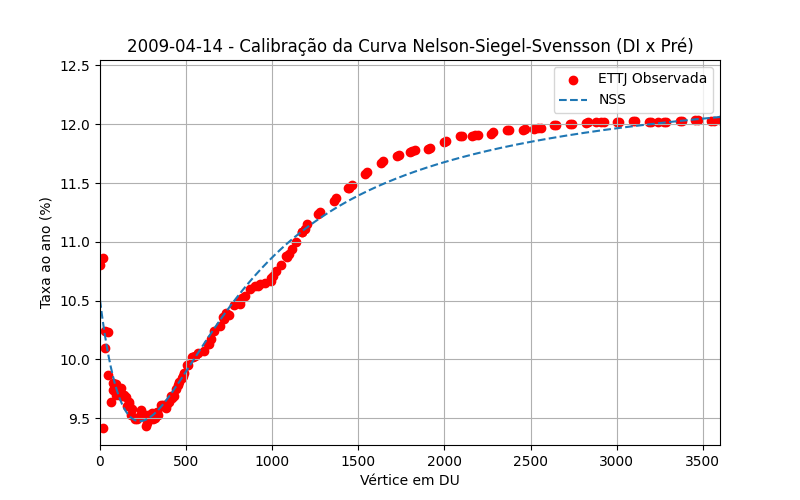 2009-04-14 - Calibração da Curva Nelson-Siegel-Svensson (DI x Pré)
ETTJ Observada
NSS
Taxa ao ano (%)
12.5
12.0
11.5
11.0
10.5
10.0
9.5
0 500 1000 1500 2000 2500 3000 3500
Vértice em DU